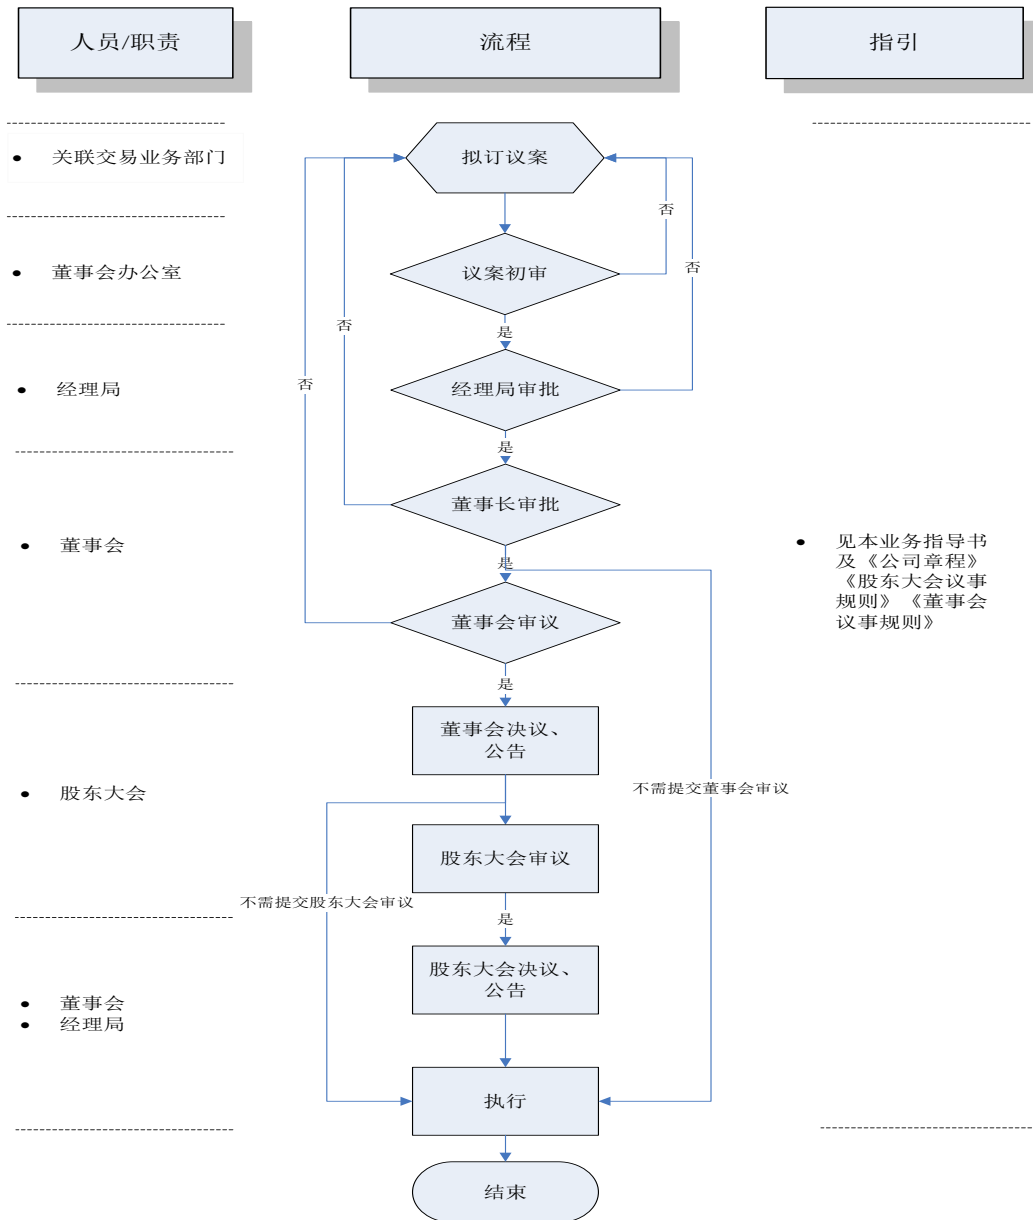 人员/职责
流程
指引
• 关联交易业务部门
拟订议案
否
• 董事会办公室
议案初审
否
是
否
• 经理局
经理局审批
否
是
董事长审批
• 董事会
是
董事会审议
• 见本业务指导书
及《公司章程》
《股东大会议事
规则》《董事会
议事规则》
是
董事会决议、
公告
不需提交董事会审议
• 股东大会
股东大会审议
不需提交股东大会审议
是
股东大会决议、
公告
• 董事会
• 经理局
执行
结束